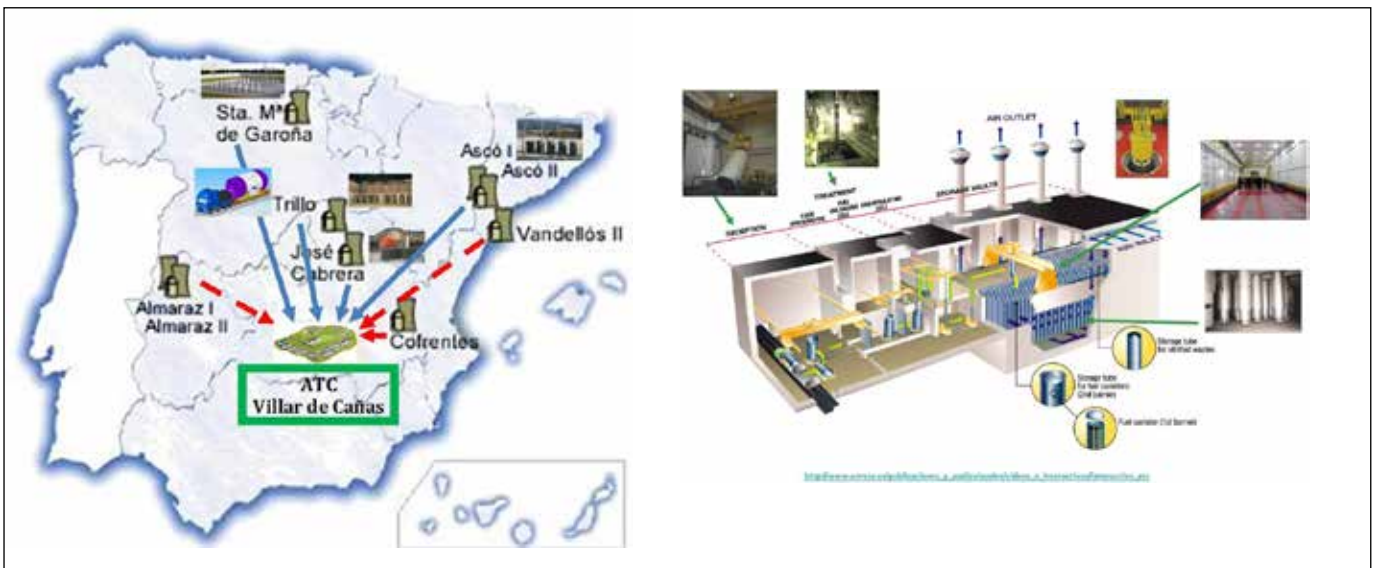 Sta. Mª
de Garoña
Ascó I
Ascó II
Trillo
José
Cabrera
Vandellós II
Almaraz I
Almaraz II
Cofrentes
ATC
Villar de Cañas
AIR OUTLET
TREATMENT
STORAGE VAULTS
RECEPTION
AIR INLET
Storage tube
for vitrified wastes
Storage tube
for fuel canisters
(2nd barrier)
Fuel canister (1st barrier)